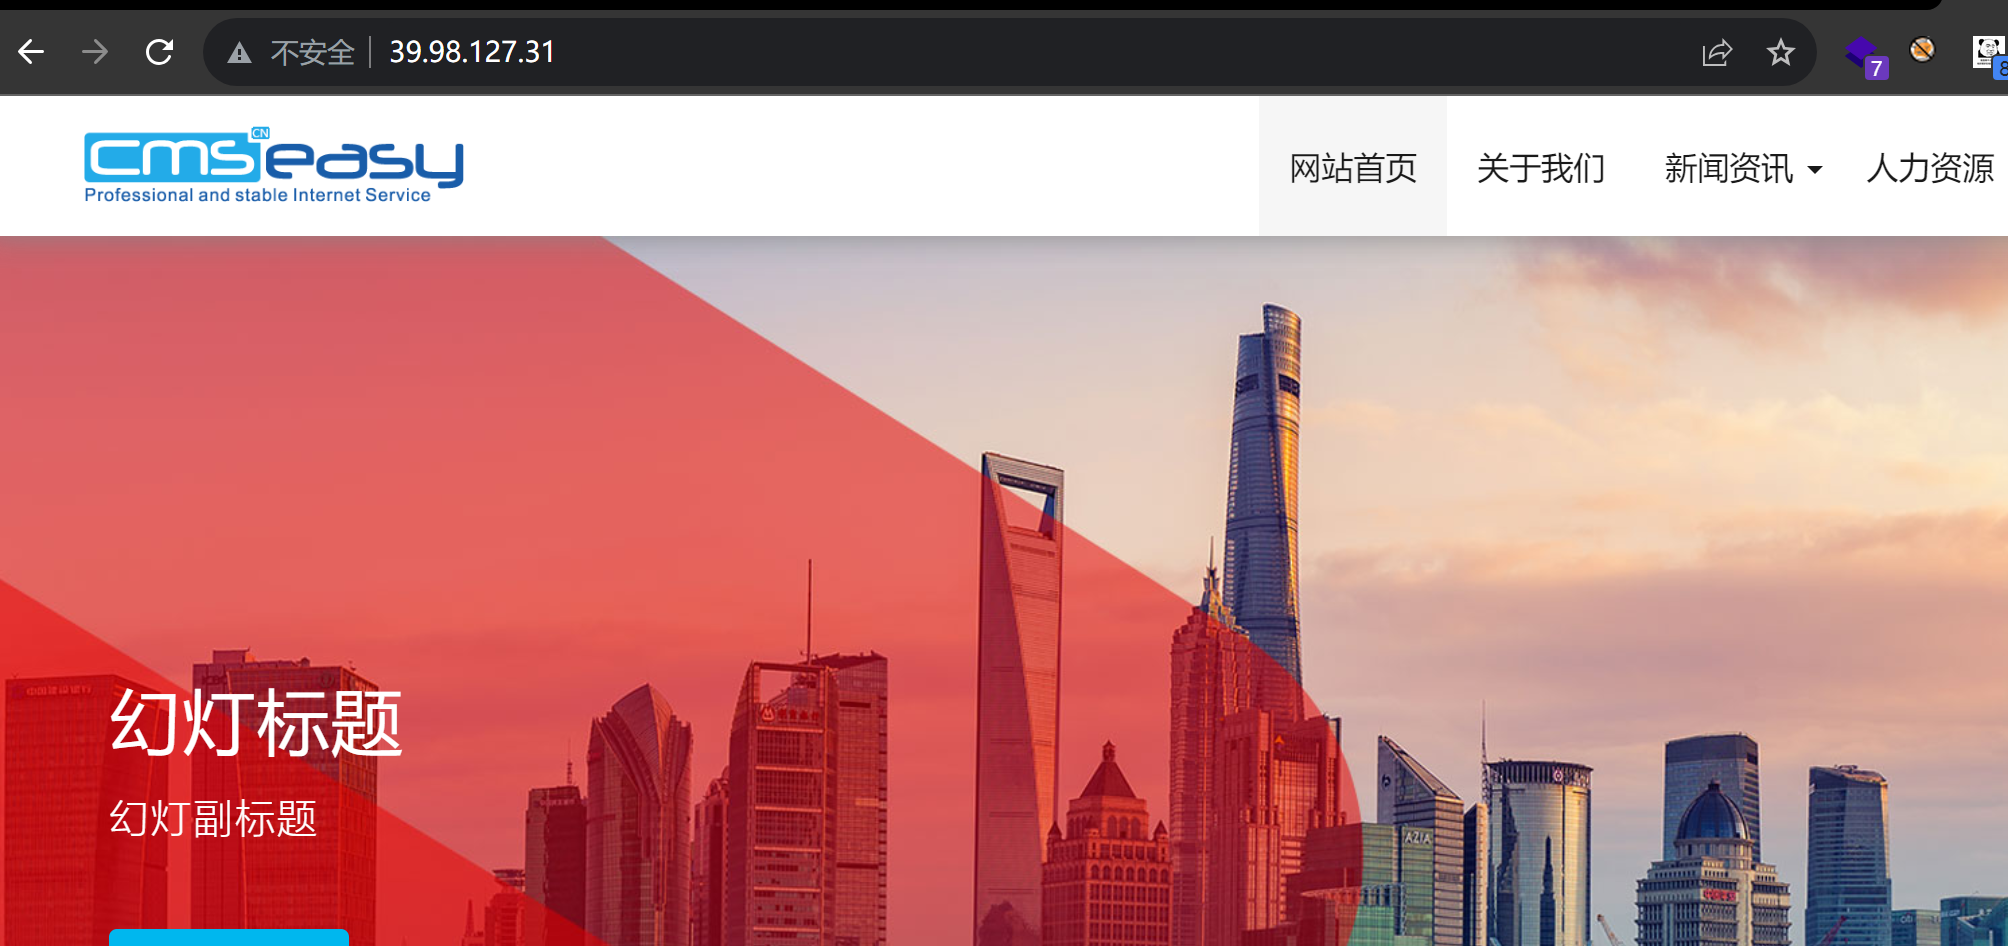 不安全 39.98.127.31
7
8
cmseasy CN
Professional and stable Internet Service
网站首页 关于我们 新闻资讯 人力资源
幻灯标题
幻灯副标题
AZIA